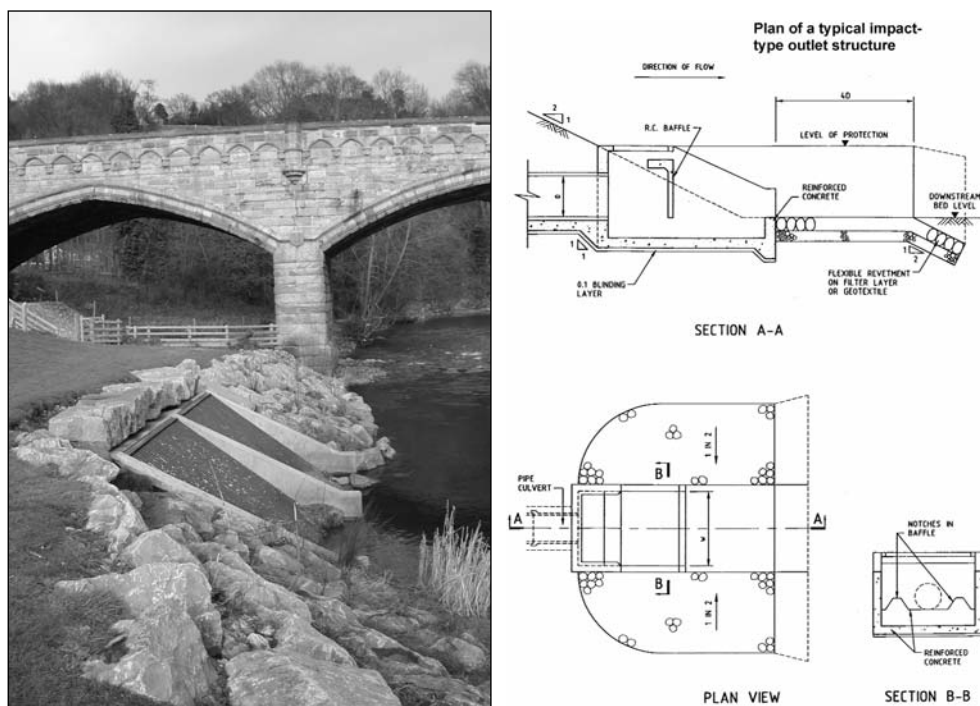 Plan of a typical impact-
type outlet structure
DIRECTION OF FLOW
2
1
R.C. BAFFLE
4D
LEVEL OF PROTECTION
D
REINFORCED
CONCRETE
DOWNSTREAM
BED LEVEL
1
1
0.1 BLINDING
LAYER
1
2
FLEXIBLE REVETMENT
ON FILTER LAYER
OR GEOTEXTILE
SECTION A-A
PIPE
CULVERT
B
1 IN 2
A
W
A
B
1 IN 2
PLAN VIEW
NOTCHES IN
BAFFLE
REINFORCED
CONCRETE
SECTION B-B